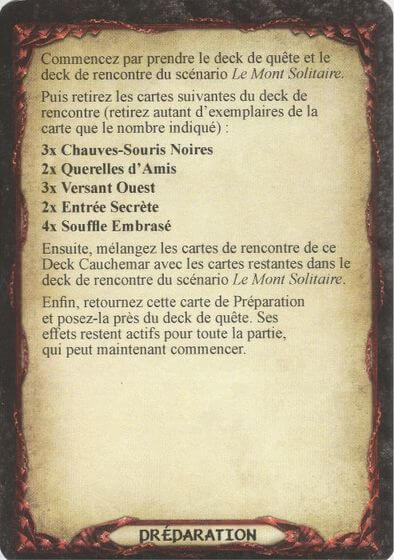 Commencez par prendre le deck de quête et le
deck de rencontre du scénario Le Mont Solitaire.
Puis retirez les cartes suivantes du deck de
rencontre (retirez autant d'exemplaires de la
carte que le nombre indiqué) :
3x Chauves-Souris Noires
2x Querelles d'Amis
3x Versant Ouest
2x Entrée Secrète
4x Souffle Embrasé
Ensuite, mélangez les cartes de rencontre de ce
Deck Cauchemar avec les cartes restantes dans le
deck de rencontre du scénario Le Mont Solitaire.
Enfin, retournez cette carte de Préparation
et posez-la près du deck de quête. Ses
effets restent actifs pour toute la partie,
qui peut maintenant commencer.
PRÉPARATION